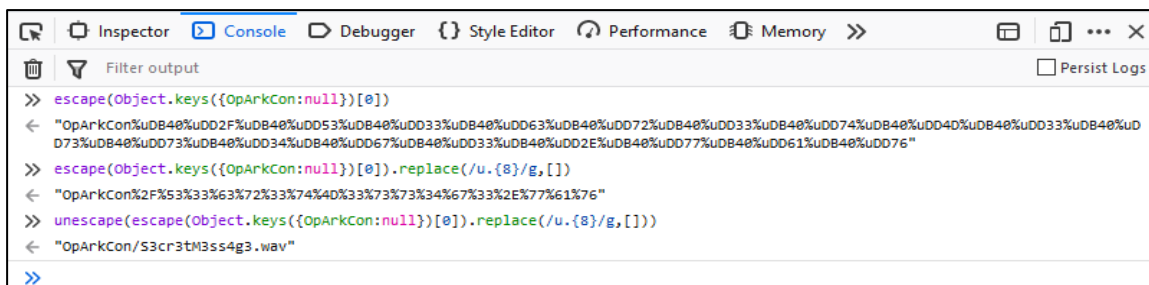 Inspector Console Debugger {} Style Editor Performance Memory >>
Filter output Persist Logs
>> escape(Object.keys({OpArkCon:null})[0])
← "OpArkCon%uDB40%uDD2F%uDB40%uDD53%uDB40%uDD33%uDB40%uDD63%uDB40%uDD72%uDB40%uDD33%uDB40%uDD74%uDB40%uDD4D%uDB40%uDD33%uDB40%uD
D73%uDB40%uDD73%uDB40%uDD34%uDB40%uDD67%uDB40%uDD33%uDB40%uDD2E%uDB40%uDD77%uDB40%uDD61%uDB40%uDD76"
>> escape(Object.keys({OpArkCon:null})[0]).replace(/u.{8}/g,[])
← "OpArkCon%2F%53%33%63%72%33%74%4D%33%73%73%34%67%33%2E%77%61%76"
>> unescape(escape(Object.keys({OpArkCon:null})[0]).replace(/u.{8}/g,[]))
← "OpArkCon/S3cr3tM3ss4g3.wav"
>>